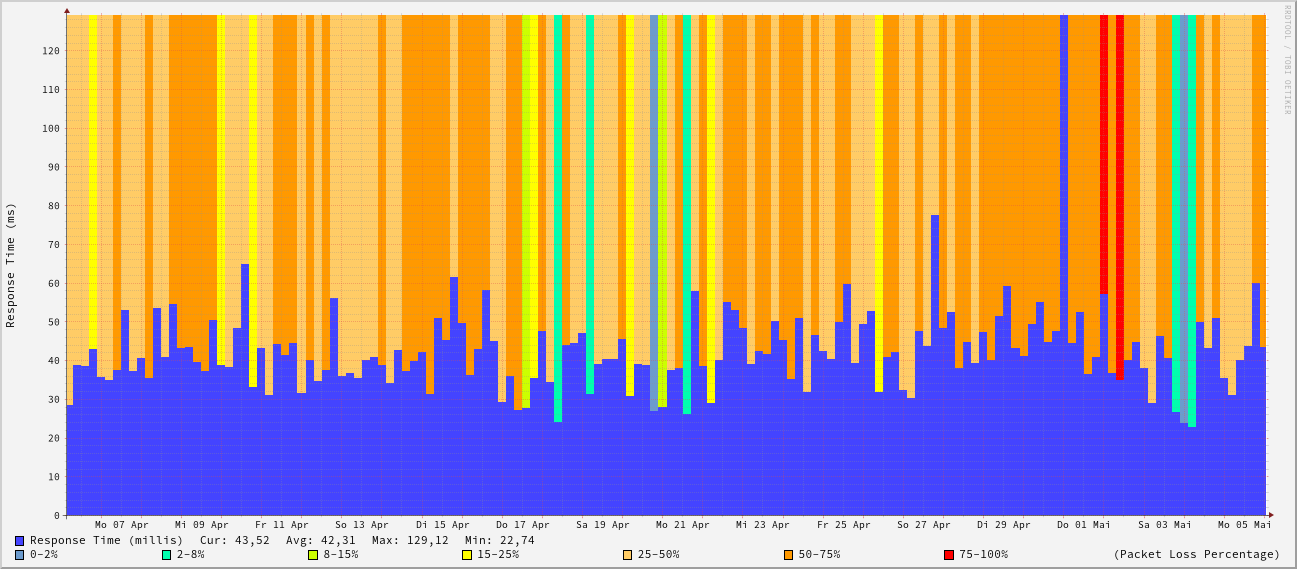 RRDTOOL / TOBI OETIKER
Response Time (ms)
120
110
100
90
80
70
60
50
40
30
20
10
0
Mo 07 Apr Mi 09 Apr Fr 11 Apr So 13 Apr Di 15 Apr Do 17 Apr Sa 19 Apr Mo 21 Apr Mi 23 Apr Fr 25 Apr So 27 Apr Di 29 Apr Do 01 Mai Sa 03 Mai Mo 05 Mai
Response Time (millis) Cur: 43,52 Avg: 42,31 Max: 129,12 Min: 22,74
0-2% 2-8% 8-15% 15-25% 25-50% 50-75% 75-100% (Packet Loss Percentage)